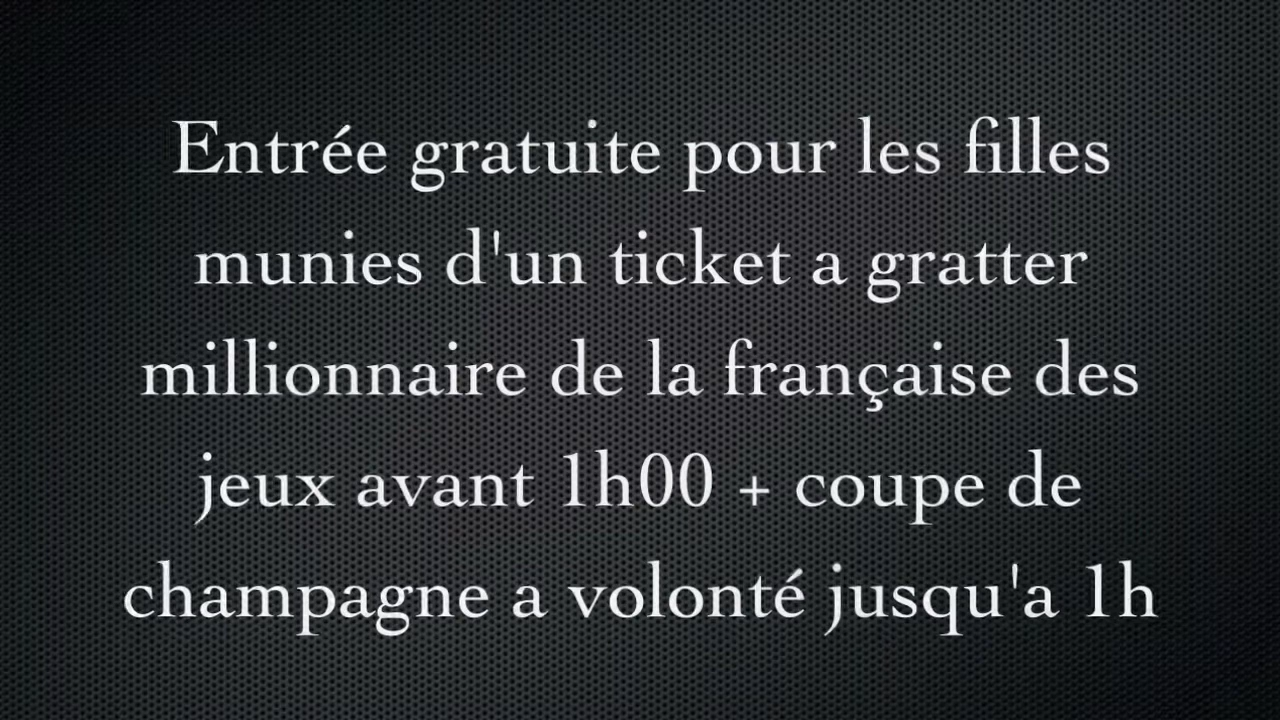 Entrée gratuite pour les filles
munies d'un ticket a gratter
millionnaire de la française des
jeux avant 1h00 + coupe de
champagne a volonté jusqu'a 1h